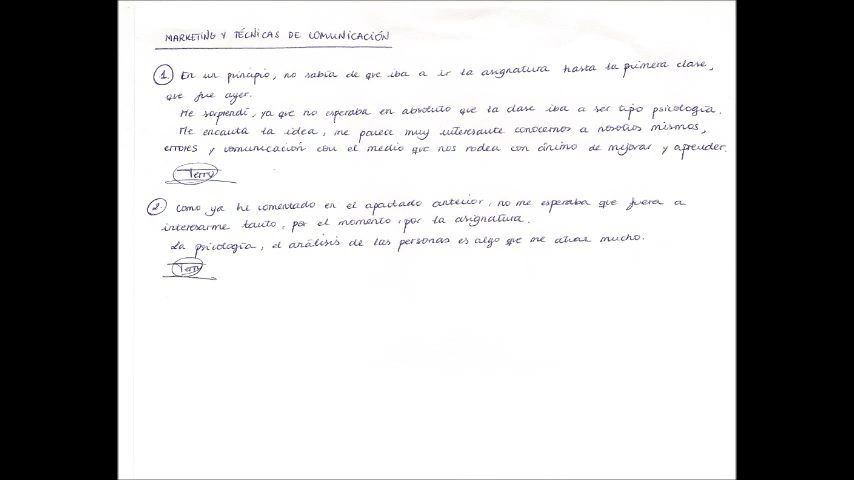 MARKETING Y TÉCNICAS DE COMUNICACIÓN
1. En un principio, no sabía de que iba a ir la asignatura hasta la primera clase,
que fue ayer.
Me sorprendí, ya que no esperaba en absoluto que la clase iba a ser tipo psicología.
Me encanta la idea, me parece muy interesante conocernos a nosotros mismos,
errores y comunicación con el medio que nos rodea con ánimo de mejorar y aprender.
Terry
2. Como ya he comentado en el apartado anterior, no me esperaba que fuera a
interesarme tanto, por el momento, por la asignatura.
La psicología, el análisis de las personas es algo que me atrae mucho.
Terry